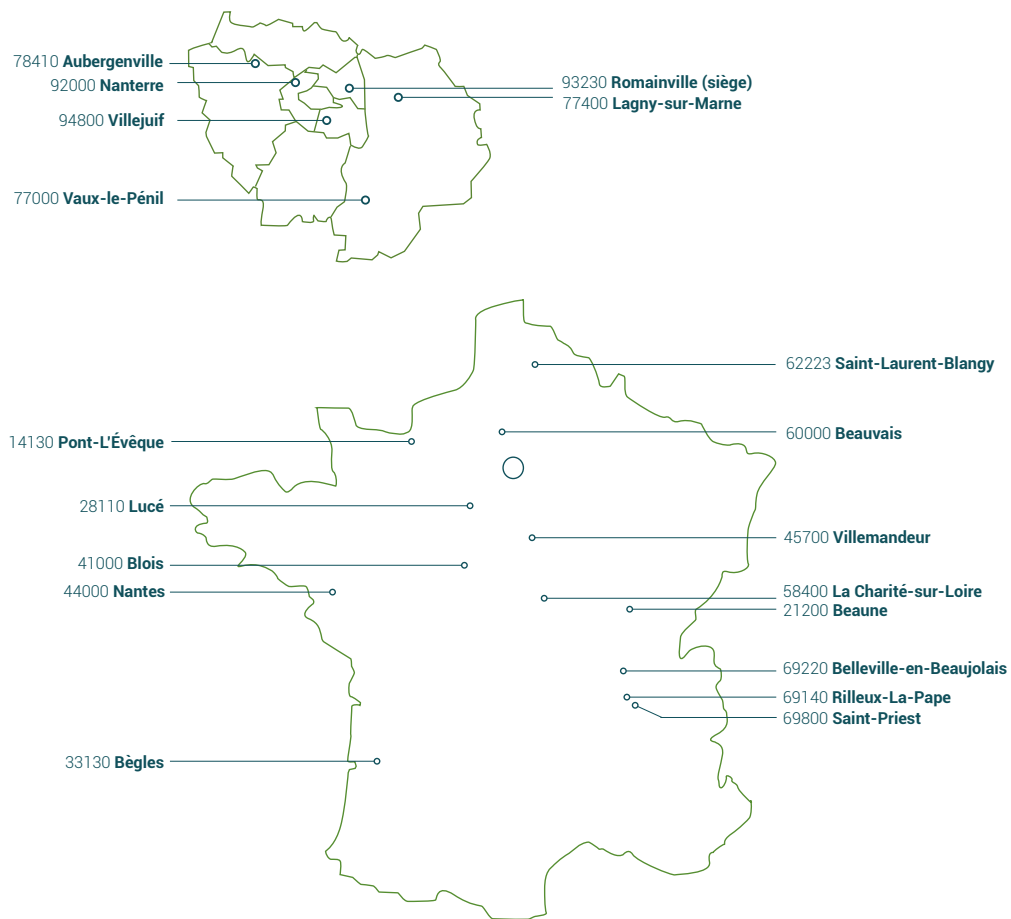 78410 Aubergenville
92000 Nanterre
94800 Villejuif
77000 Vaux-le-Pénil
93230 Romainville (siège)
77400 Lagny-sur-Marne
14130 Pont-L'Évêque
28110 Lucé
41000 Blois
44000 Nantes
33130 Bègles
62223 Saint-Laurent-Blangy
60000 Beauvais
45700 Villemandeur
58400 La Charité-sur-Loire
21200 Beaune
69220 Belleville-en-Beaujolais
69140 Rilleux-La-Pape
69800 Saint-Priest